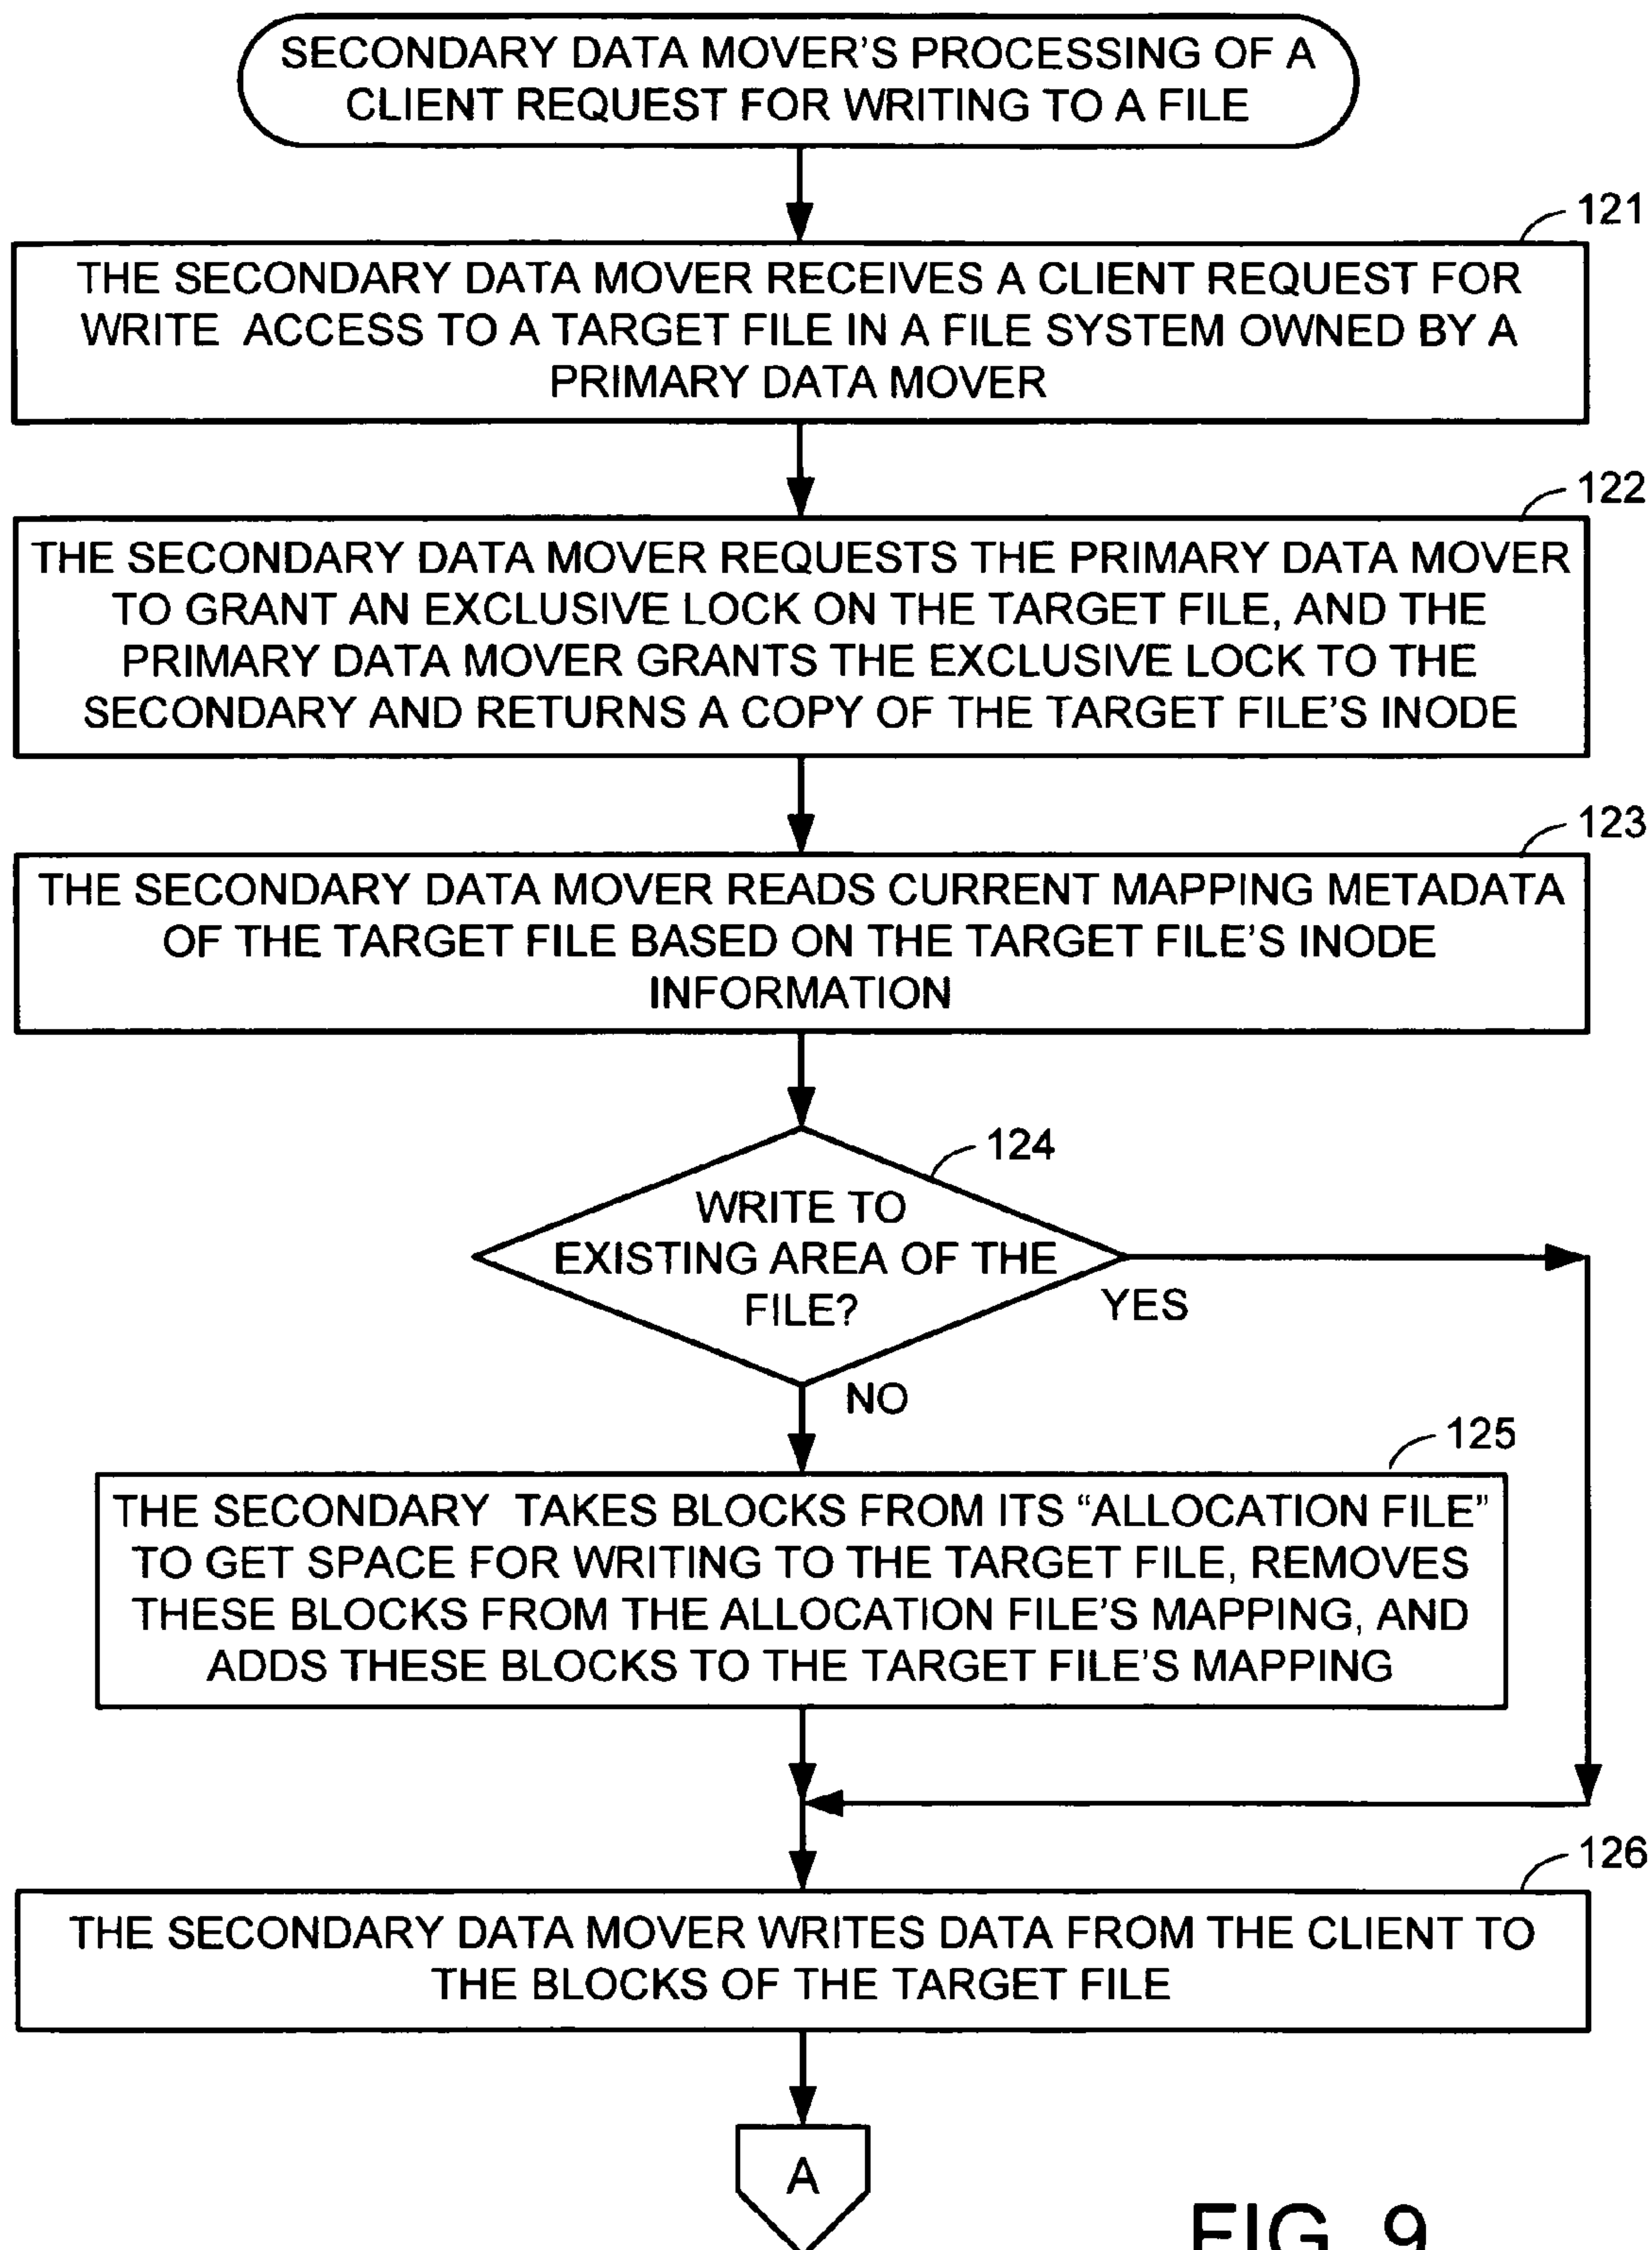 SECONDARY DATA MOVER'S PROCESSING OF A
CLIENT REQUEST FOR WRITING TO A FILE
121
THE SECONDARY DATA MOVER RECEIVES A CLIENT REQUEST FOR
WRITE ACCESS TO A TARGET FILE IN A FILE SYSTEM OWNED BY A
PRIMARY DATA MOVER
122
THE SECONDARY DATA MOVER REQUESTS THE PRIMARY DATA MOVER
TO GRANT AN EXCLUSIVE LOCK ON THE TARGET FILE, AND THE
PRIMARY DATA MOVER GRANTS THE EXCLUSIVE LOCK TO THE
SECONDARY AND RETURNS A COPY OF THE TARGET FILE'S INODE
123
THE SECONDARY DATA MOVER READS CURRENT MAPPING METADATA
OF THE TARGET FILE BASED ON THE TARGET FILE'S INODE
INFORMATION
124
WRITE TO
EXISTING AREA OF THE
FILE?
YES
NO
125
THE SECONDARY TAKES BLOCKS FROM ITS “ALLOCATION FILE”
TO GET SPACE FOR WRITING TO THE TARGET FILE, REMOVES
THESE BLOCKS FROM THE ALLOCATION FILE'S MAPPING, AND
ADDS THESE BLOCKS TO THE TARGET FILE'S MAPPING
126
THE SECONDARY DATA MOVER WRITES DATA FROM THE CLIENT TO
THE BLOCKS OF THE TARGET FILE
A
FIG. 9